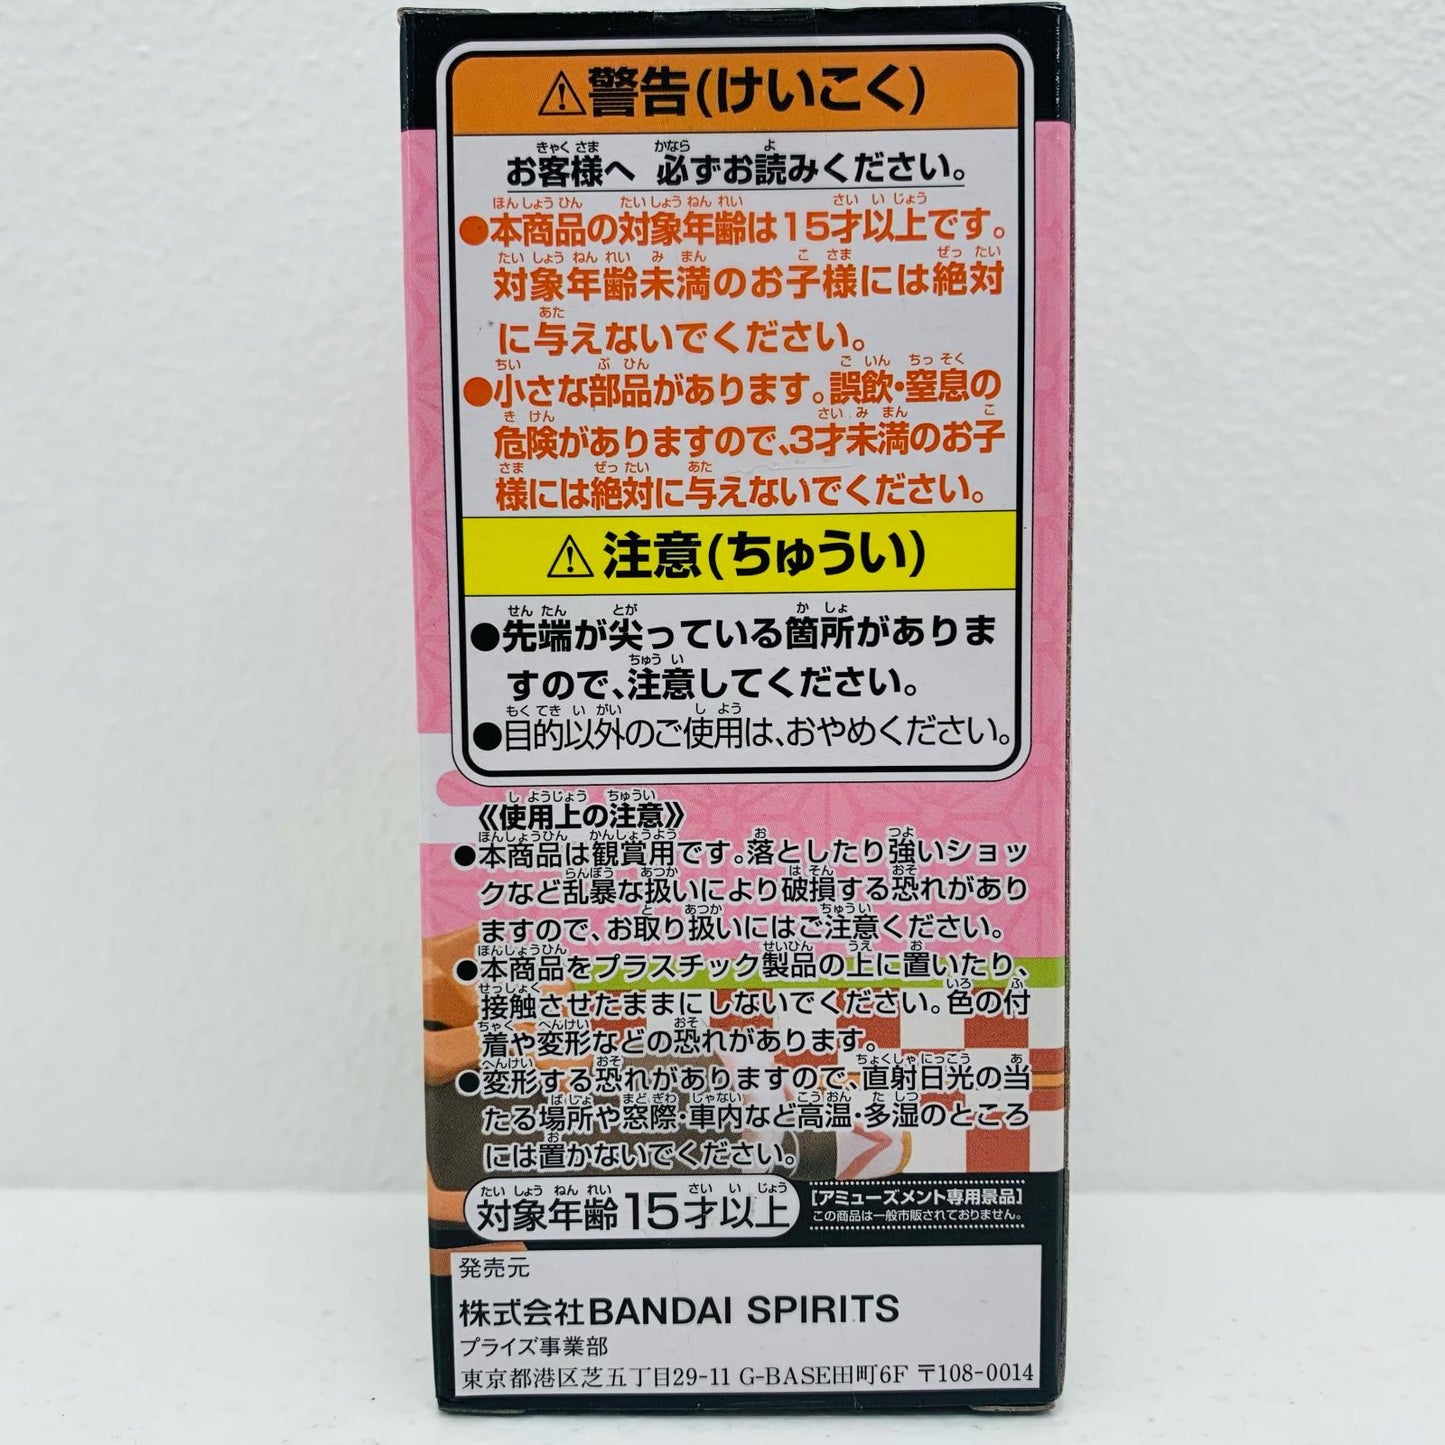 ⚠警告(けいこく)
お客様へ 必ずお読みください。
●本商品の対象年齢は15才以上です。
対象年齢未満のお子様には絶対
に与えないでください。
●小さな部品があります。誤飲・窒息の
危険がありますので、3才未満のお子
様には絶対に与えないでください。
⚠注意(ちゅうい)
●先端が尖っている箇所がありま
すので、注意してください。
●目的以外のご使用は、おやめください。
《使用上の注意》
●本商品は観賞用です。落としたり強いショッ
クなど乱暴な扱いにより破損する恐れがあり
ますので、お取り扱いにはご注意ください。
●本商品をプラスチック製品の上に置いたり、
接触させたままにしないでください。色の付
着や変形などの恐れがあります。
●変形する恐れがありますので、直射日光の当
たる場所や窓際・車内など高温・多湿のところ
には置かないでください。
対象年齢15才以上
[アミューズメント専用景品]
この商品は一般市販されておりません。
発売元
株式会社BANDAI SPIRITS
プライズ事業部
東京都港区芝五丁目29-11 G-BASE田町6F 〒108-0014